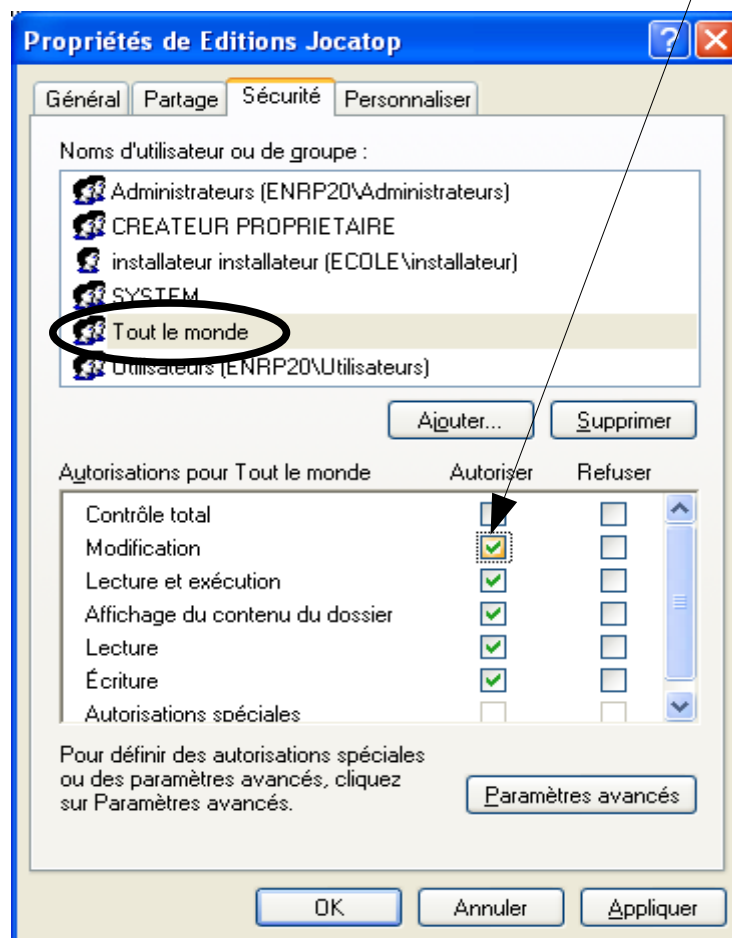 Propriétés de Editions Jocatop
Général Partage Sécurité Personnaliser
Noms d'utilisateur ou de groupe :
Administrateurs (ENRP20\Administrateurs)
CREATEUR PROPRIETAIRE
installateur installateur (ECOLE\installateur)
SYSTEM
Tout le monde
Utilisateurs (ENRP20\Utilisateurs)
Ajouter... Supprimer
Autorisations pour Tout le monde Autoriser Refuser
Contrôle total
Modification
Lecture et exécution
Affichage du contenu du dossier
Lecture
Écriture
Autorisations spéciales
Pour définir des autorisations spéciales
ou des paramètres avancés, cliquez
sur Paramètres avancés.
Paramètres avancés
OK Annuler Appliquer